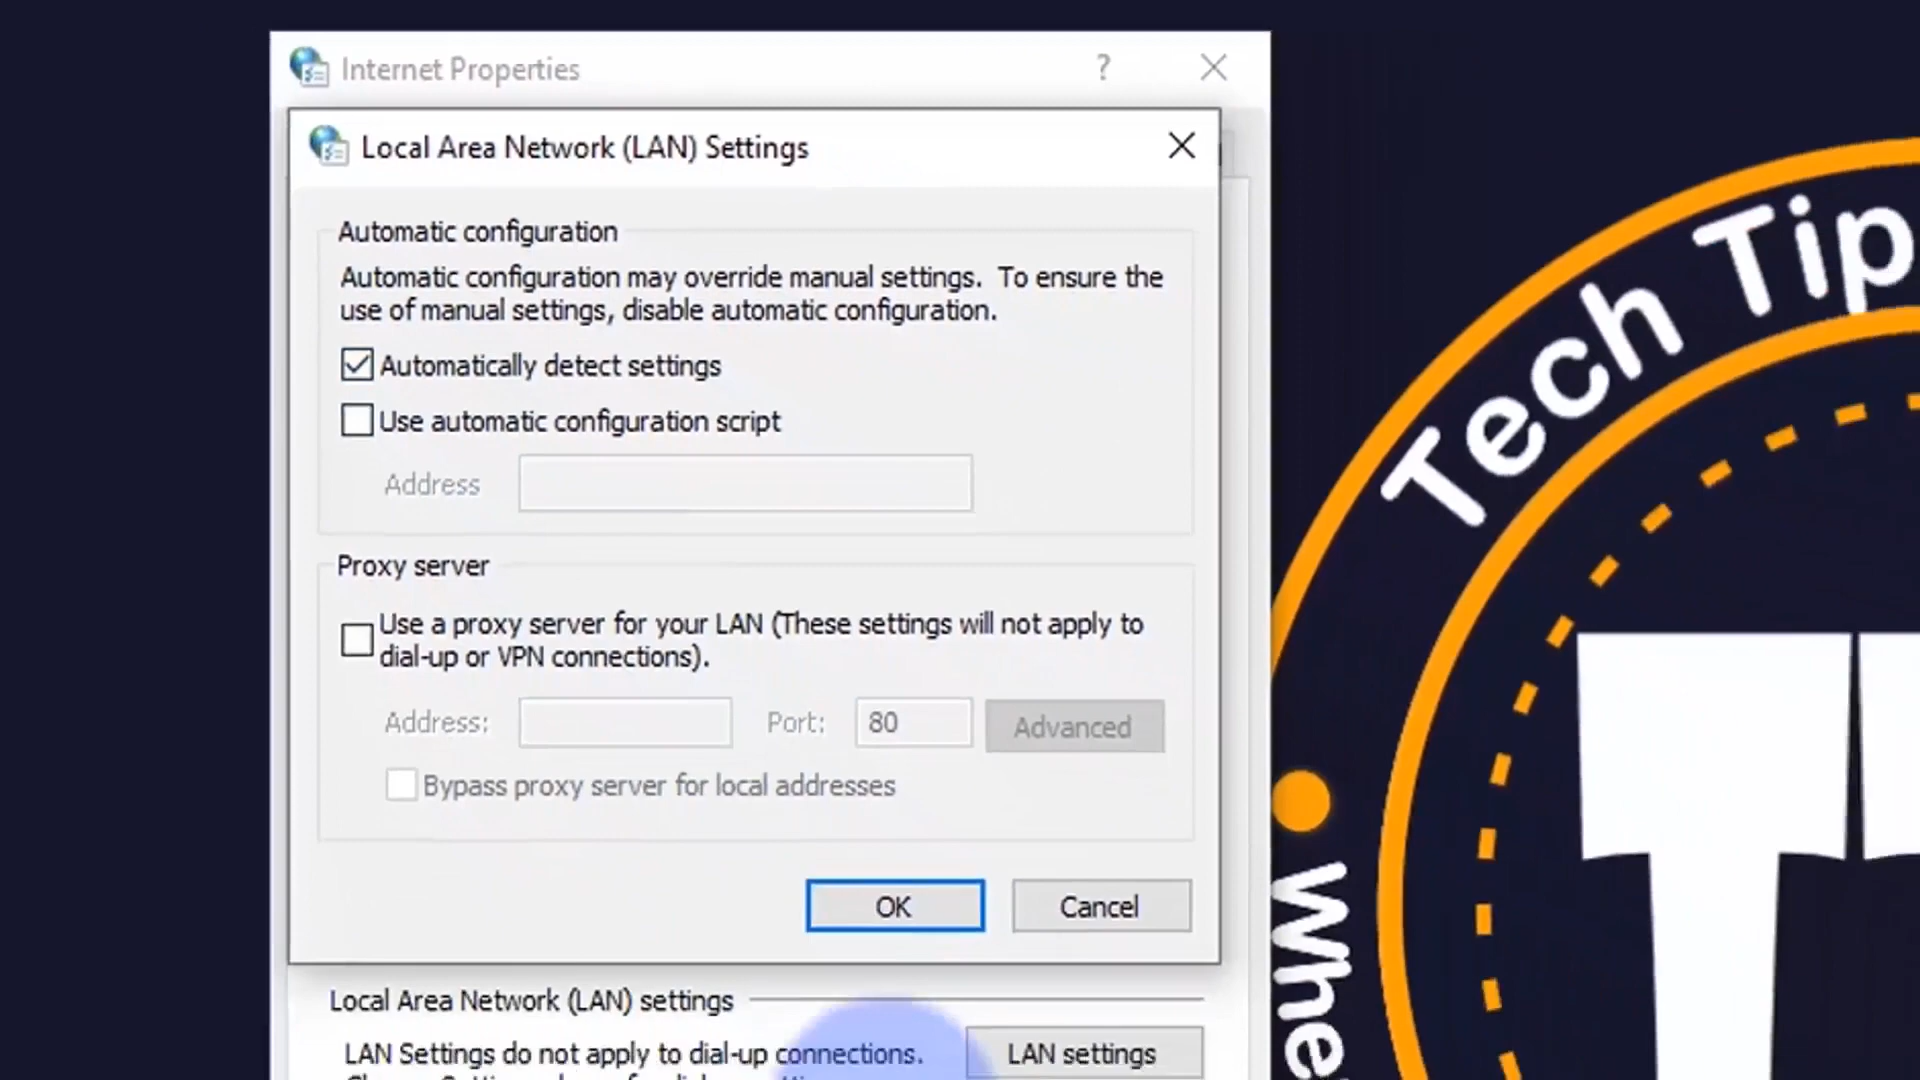 Internet Properties
Local Area Network (LAN) Settings
Automatic configuration
Automatic configuration may override manual settings. To ensure the
use of manual settings, disable automatic configuration.
Automatically detect settings
Use automatic configuration script
Address
Proxy server
Use a proxy server for your LAN (These settings will not apply to
dial-up or VPN connections).
Address:
Port:
80
Advanced
Bypass proxy server for local addresses
OK
Cancel
Local Area Network (LAN) settings
LAN Settings do not apply to dial-up connections.
LAN settings
Tech Tip
Whe